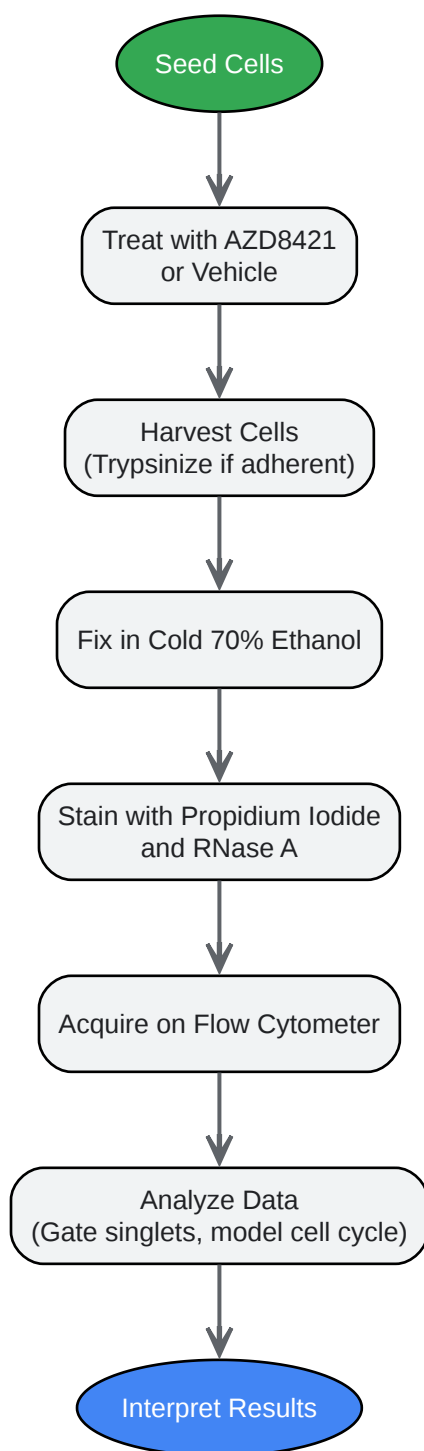 Seed Cells
Treat with AZD8421
or Vehicle
Harvest Cells
(Trypsinize if adherent)
Fix in Cold 70% Ethanol
Stain with Propidium Iodide
and RNase A
Acquire on Flow Cytometer
Analyze Data
(Gate singlets, model cell cycle)
Interpret Results